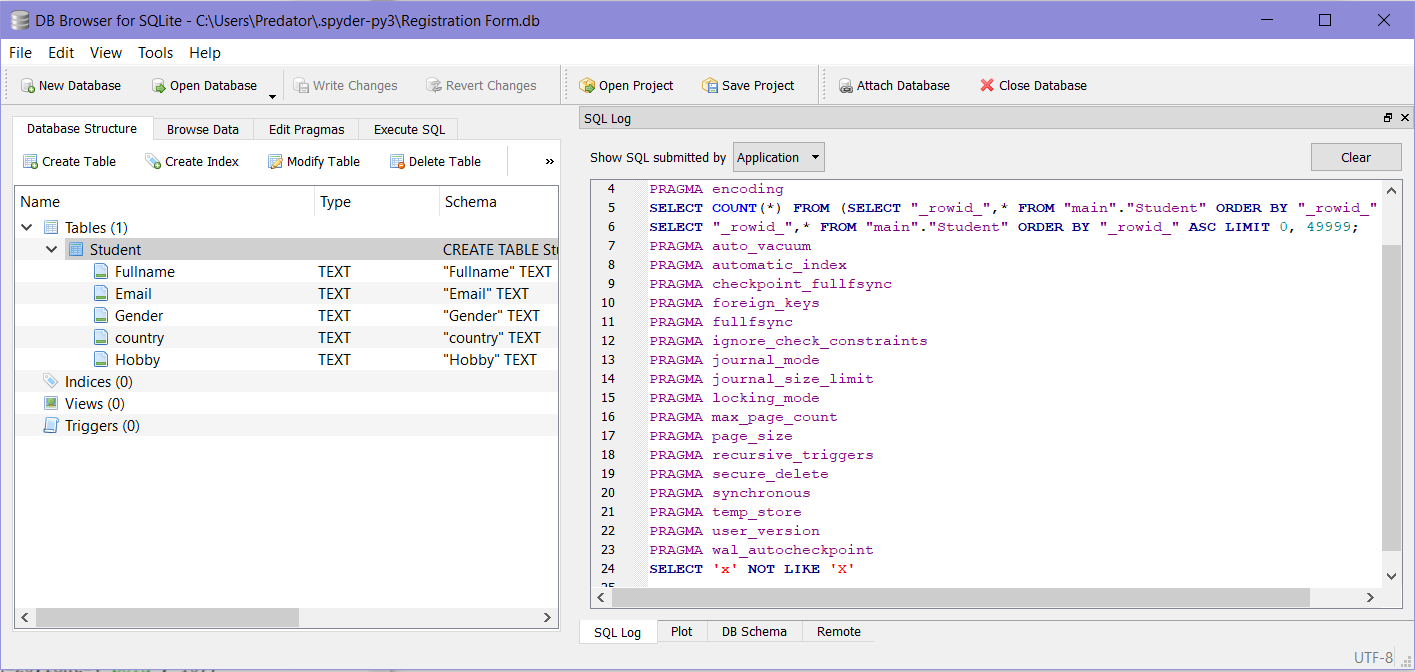 DB Browser for SQLite - C:\Users\Predator\.spyder-py3\Registration Form.db
File Edit View Tools Help
New Database Open Database Write Changes Revert Changes Open Project Save Project Attach Database Close Database
Database Structure Browse Data Edit Pragmas Execute SQL
Create Table Create Index Modify Table Delete Table »
Name Type Schema
Tables (1)
Student CREATE TABLE St
Fullname TEXT "Fullname" TEXT
Email TEXT "Email" TEXT
Gender TEXT "Gender" TEXT
country TEXT "country" TEXT
Hobby TEXT "Hobby" TEXT
Indices (0)
Views (0)
Triggers (0)
SQL Log
Show SQL submitted by Application Clear
4 PRAGMA encoding
5 SELECT COUNT(*) FROM (SELECT "_rowid_",* FROM "main"."Student" ORDER BY "_rowid_"
6 SELECT "_rowid_",* FROM "main"."Student" ORDER BY "_rowid_" ASC LIMIT 0, 49999;
7 PRAGMA auto_vacuum
8 PRAGMA automatic_index
9 PRAGMA checkpoint_fullfsync
10 PRAGMA foreign_keys
11 PRAGMA fullfsync
12 PRAGMA ignore_check_constraints
13 PRAGMA journal_mode
14 PRAGMA journal_size_limit
15 PRAGMA locking_mode
16 PRAGMA max_page_count
17 PRAGMA page_size
18 PRAGMA recursive_triggers
19 PRAGMA secure_delete
20 PRAGMA synchronous
21 PRAGMA temp_store
22 PRAGMA user_version
23 PRAGMA wal_autocheckpoint
24 SELECT 'x' NOT LIKE 'X'
SQL Log Plot DB Schema Remote
UTF-8